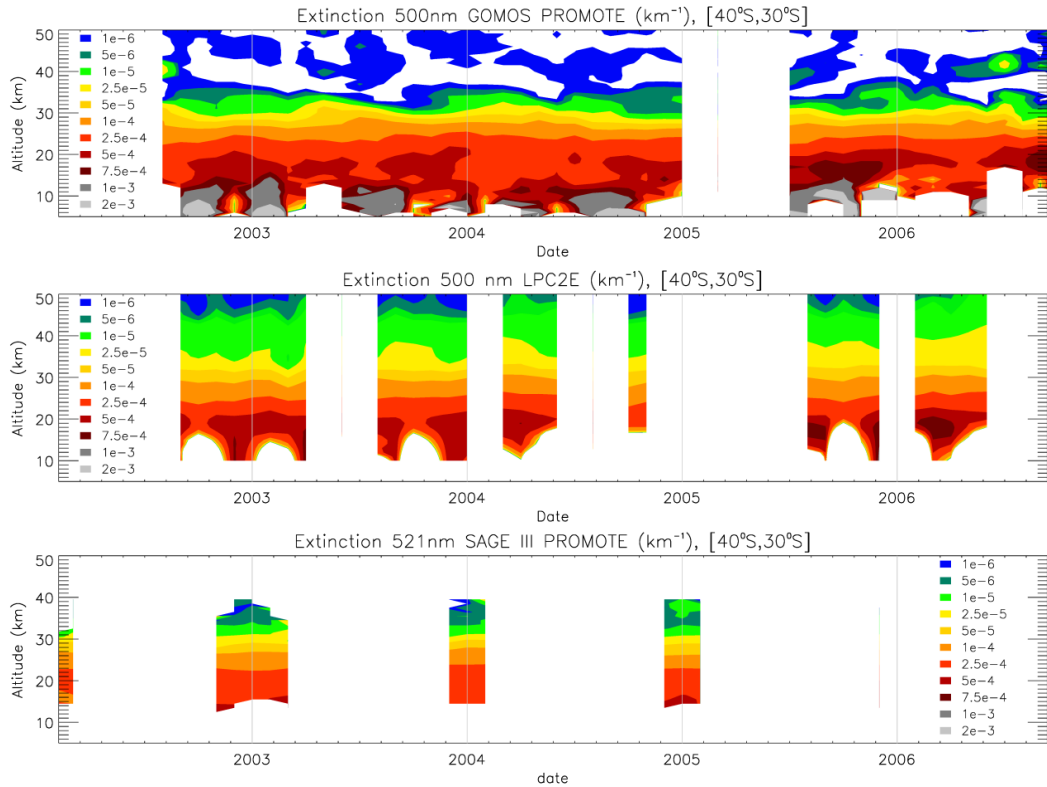 Extinction 500nm GOMOS PROMOTE (km⁻¹), [40⁰S,30⁰S]
50
40
30
20
10
Altitude (km)
1e−6
5e−6
1e−5
2.5e−5
5e−5
1e−4
2.5e−4
5e−4
7.5e−4
1e−3
2e−3
2003
2004
2005
2006
Date
Extinction 500 nm LPC2E (km⁻¹), [40⁰S,30⁰S]
50
40
30
20
10
Altitude (km)
1e−6
5e−6
1e−5
2.5e−5
5e−5
1e−4
2.5e−4
5e−4
7.5e−4
1e−3
2e−3
2003
2004
2005
2006
Date
Extinction 521nm SAGE III PROMOTE (km⁻¹), [40⁰S,30⁰S]
50
40
30
20
10
Altitude (km)
1e−6
5e−6
1e−5
2.5e−5
5e−5
1e−4
2.5e−4
5e−4
7.5e−4
1e−3
2e−3
2003
2004
2005
2006
date